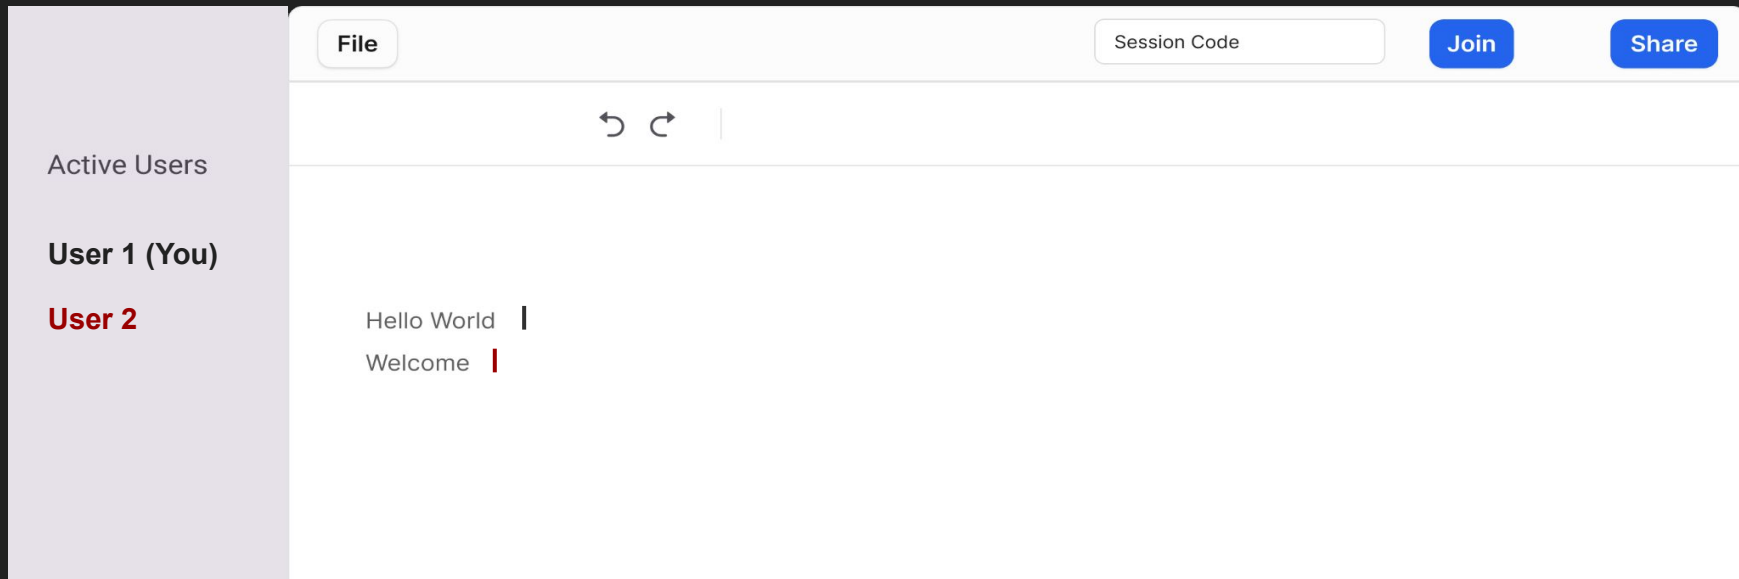 File
Session Code
Join
Share
Active Users
User 1 (You)
User 2
Hello World
Welcome